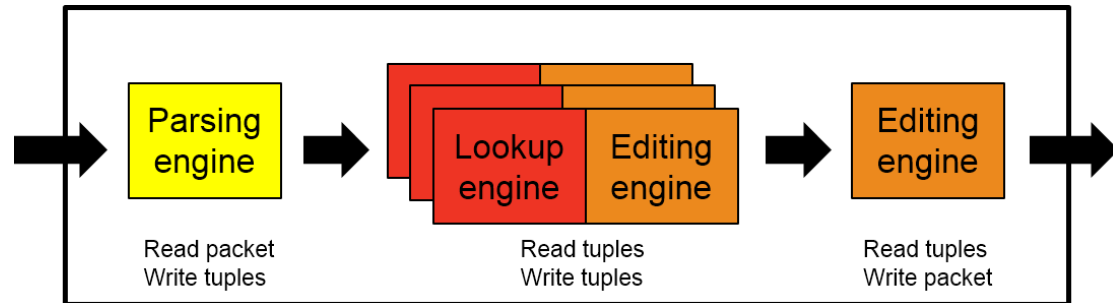 Parsing
engine
Lookup
engine
Editing
engine
Editing
engine
Read packet
Write tuples
Read tuples
Write tuples
Read tuples
Write packet